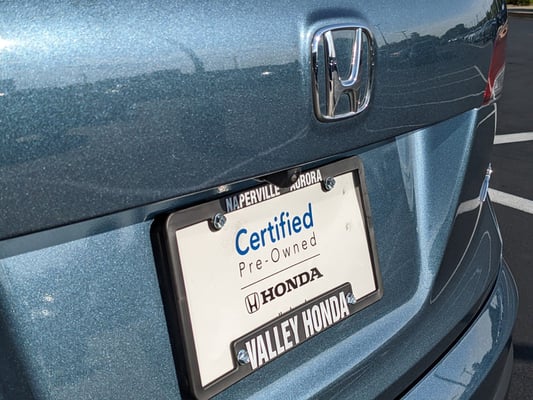 NAPERVILLE AURORA
Certified
Pre-Owned
HONDA
VALLEY HONDA